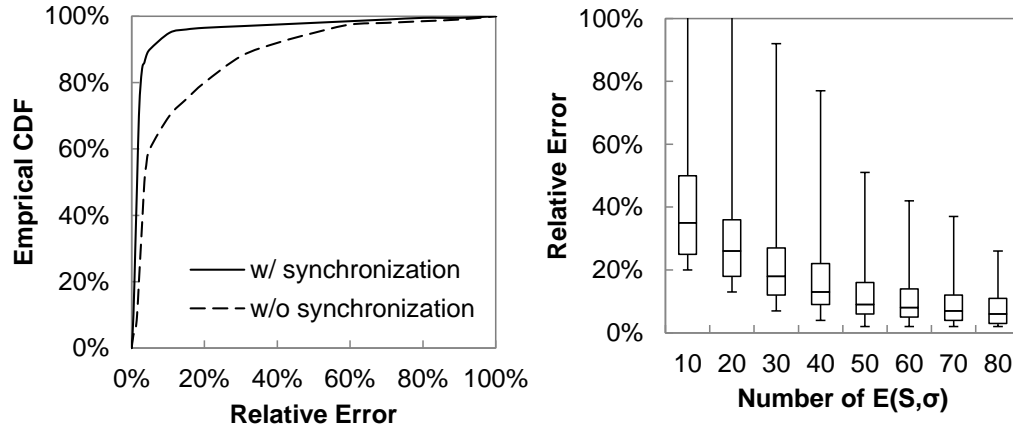 100%
80%
60%
40%
20%
0%
Emprical CDF
w/ synchronization
w/o synchronization
0% 20% 40% 60% 80% 100%
Relative Error
100%
80%
60%
40%
20%
0%
Relative Error
10 20 30 40 50 60 70 80
Number of E(S,σ)